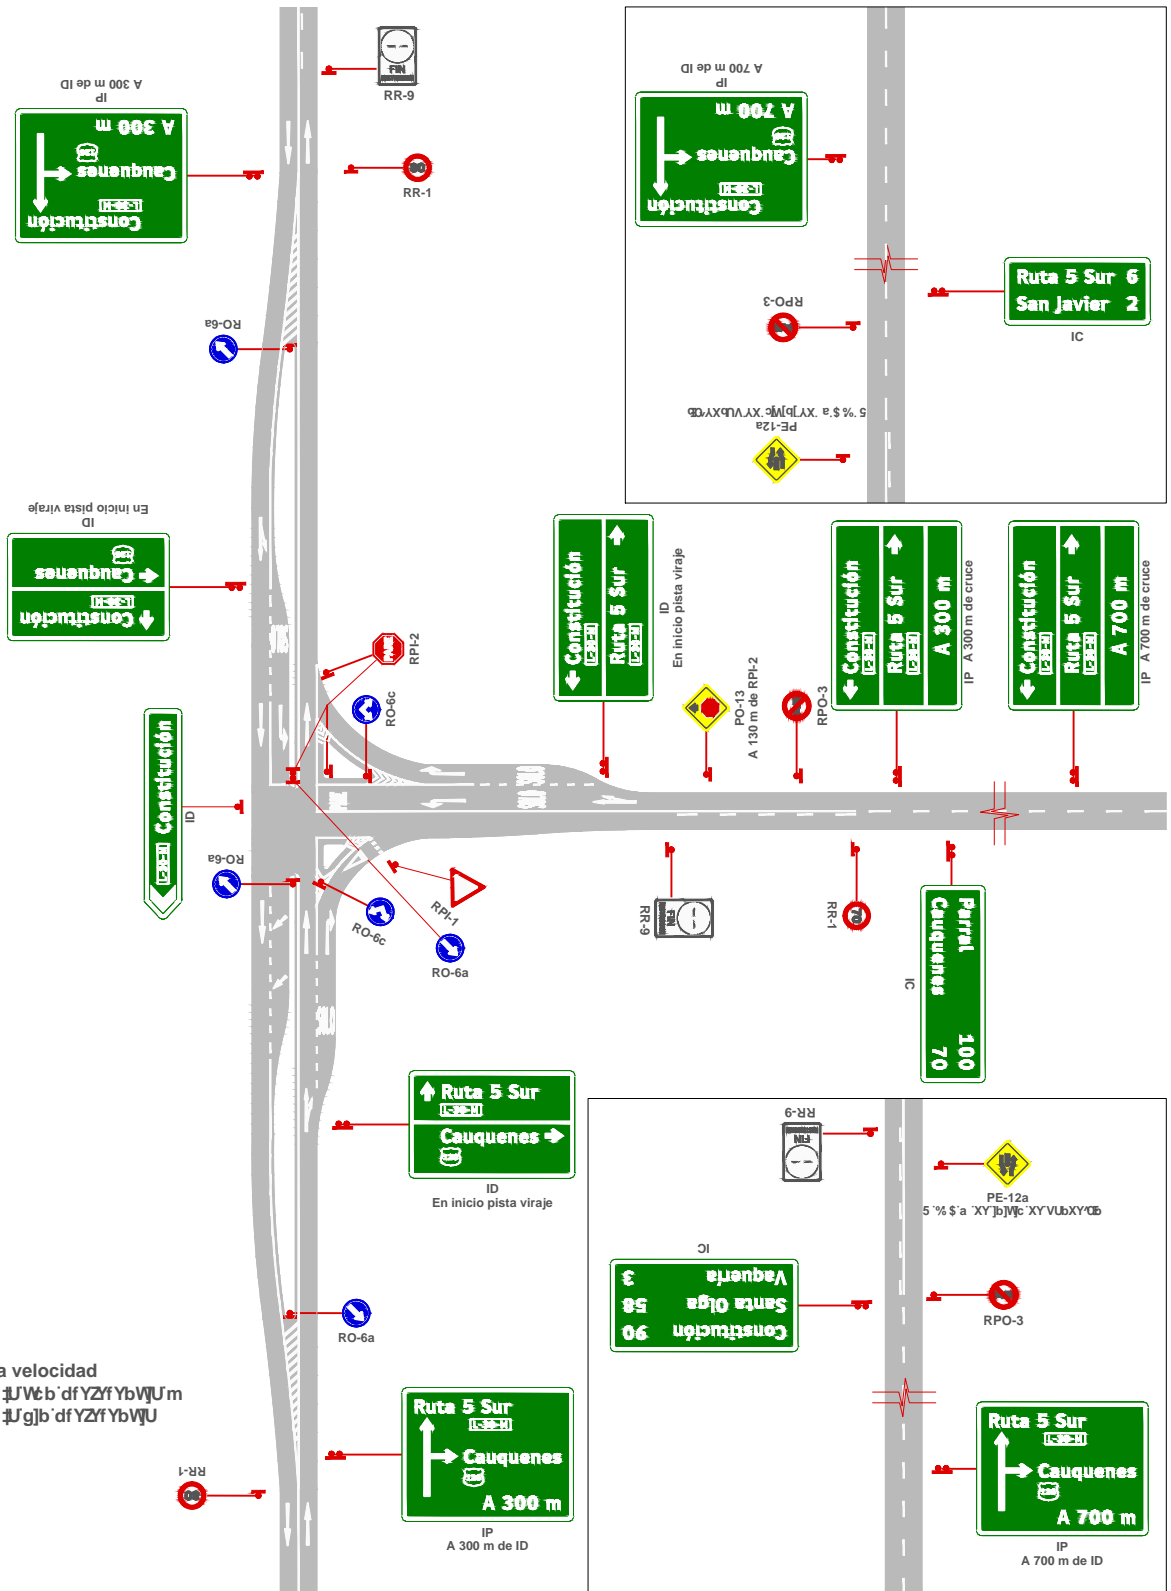 FIN
RR-9
RR-1
A 300 m de ID
IP
A 300 m
Cauquenes
Constitución
RO-6a
A 700 m de ID
IP
A 700 m
Cauquenes
Constitución
Ruta 5 Sur 6
San Javier 2
IC
RPO-3
PE-12a
En inicio pista viraje
ID
Cauquenes
Constitución
RPI-2
RO-6c
Constitución
Ruta 5 Sur
ID
En inicio pista viraje
PO-13
A 130 m de RPI-2
RPO-3
Constitución
Ruta 5 Sur
A 300 m
IP A 300 m de cruce
Constitución
Ruta 5 Sur
A 700 m
IP A 700 m de cruce
Constitución
ID
RO-6a
RO-6c
RPI-1
RO-6a
FIN
RR-9
70
RR-1
Parral 100
Cauquenes 70
IC
Ruta 5 Sur
Cauquenes
ID
En inicio pista viraje
RR-9
FIN
PE-12a
IC
Vaquería 3
Santa Olga 58
Constitución 90
RPO-3
RO-6a
a velocidad
Ruta 5 Sur
Cauquenes
A 300 m
IP
A 300 m de ID
RR-1
Ruta 5 Sur
Cauquenes
A 700 m
IP
A 700 m de ID